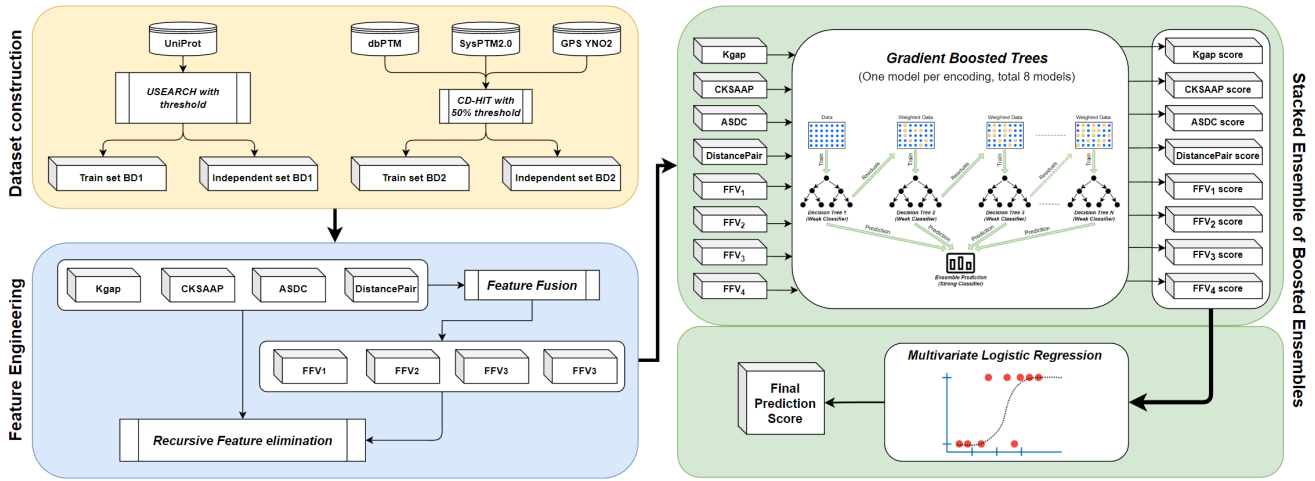 Dataset construction
UniProt
dbPTM
SysPTM2.0
GPS YNO2
USEARCH with
threshold
CD-HIT with
50% threshold
Train set BD1
Independent set BD1
Train set BD2
Independent set BD2
Feature Engineering
Kgap
CKSAAP
ASDC
DistancePair
Feature Fusion
FFV1
FFV2
FFV3
FFV3
Recursive Feature elimination
Stacked Ensemble of Boosted Ensembles
Kgap
CKSAAP
ASDC
DistancePair
FFV1
FFV2
FFV3
FFV4
Gradient Boosted Trees
(One model per encoding, total 8 models)
Data
Weighted Data
Weighted Data
Weighted Data
Train
Train
Train
Train
Residuals
Residuals
Residuals
Decision Tree 1
(Weak Classifier)
Decision Tree 2
(Weak Classifier)
Decision Tree 3
(Weak Classifier)
Decision Tree N
(Weak Classifier)
Prediction
Prediction
Prediction
Prediction
Ensemble Prediction
(Strong Classifier)
Kgap score
CKSAAP score
ASDC score
DistancePair score
FFV1 score
FFV2 score
FFV3 score
FFV4 score
Multivariate Logistic Regression
Final
Prediction
Score